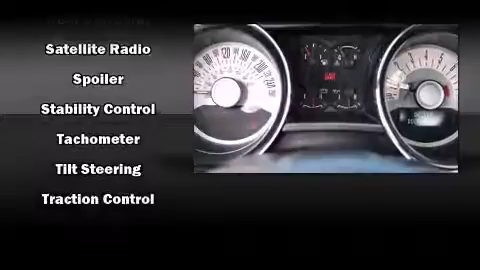 Satellite Radio
Spoiler
Stability Control
Tachometer
Tilt Steering
Traction Control